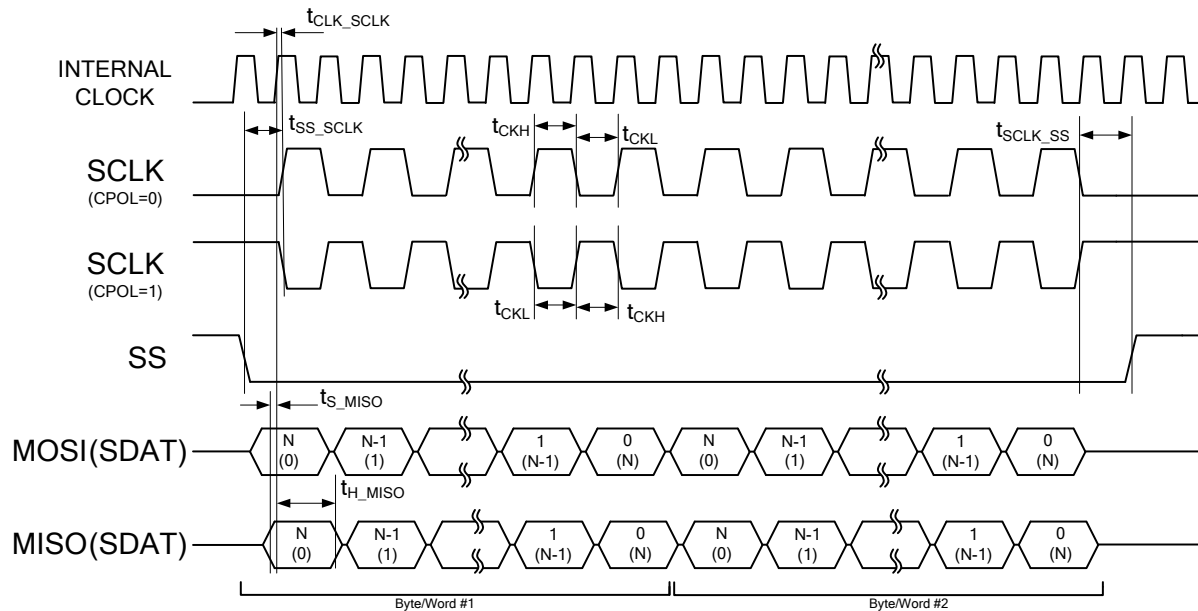 tCLK_SCLK
INTERNAL
CLOCK
tSS_SCLK
tCKH
tCKL
tSCLK_SS
SCLK
(CPOL=0)
SCLK
(CPOL=1)
tCKL
tCKH
SS
tS_MISO
MOSI(SDAT)
N
(0)
N-1
(1)
1
(N-1)
0
(N)
N
(0)
N-1
(1)
1
(N-1)
0
(N)
tH_MISO
MISO(SDAT)
N
(0)
N-1
(1)
1
(N-1)
0
(N)
N
(0)
N-1
(1)
1
(N-1)
0
(N)
Byte/Word #1
Byte/Word #2